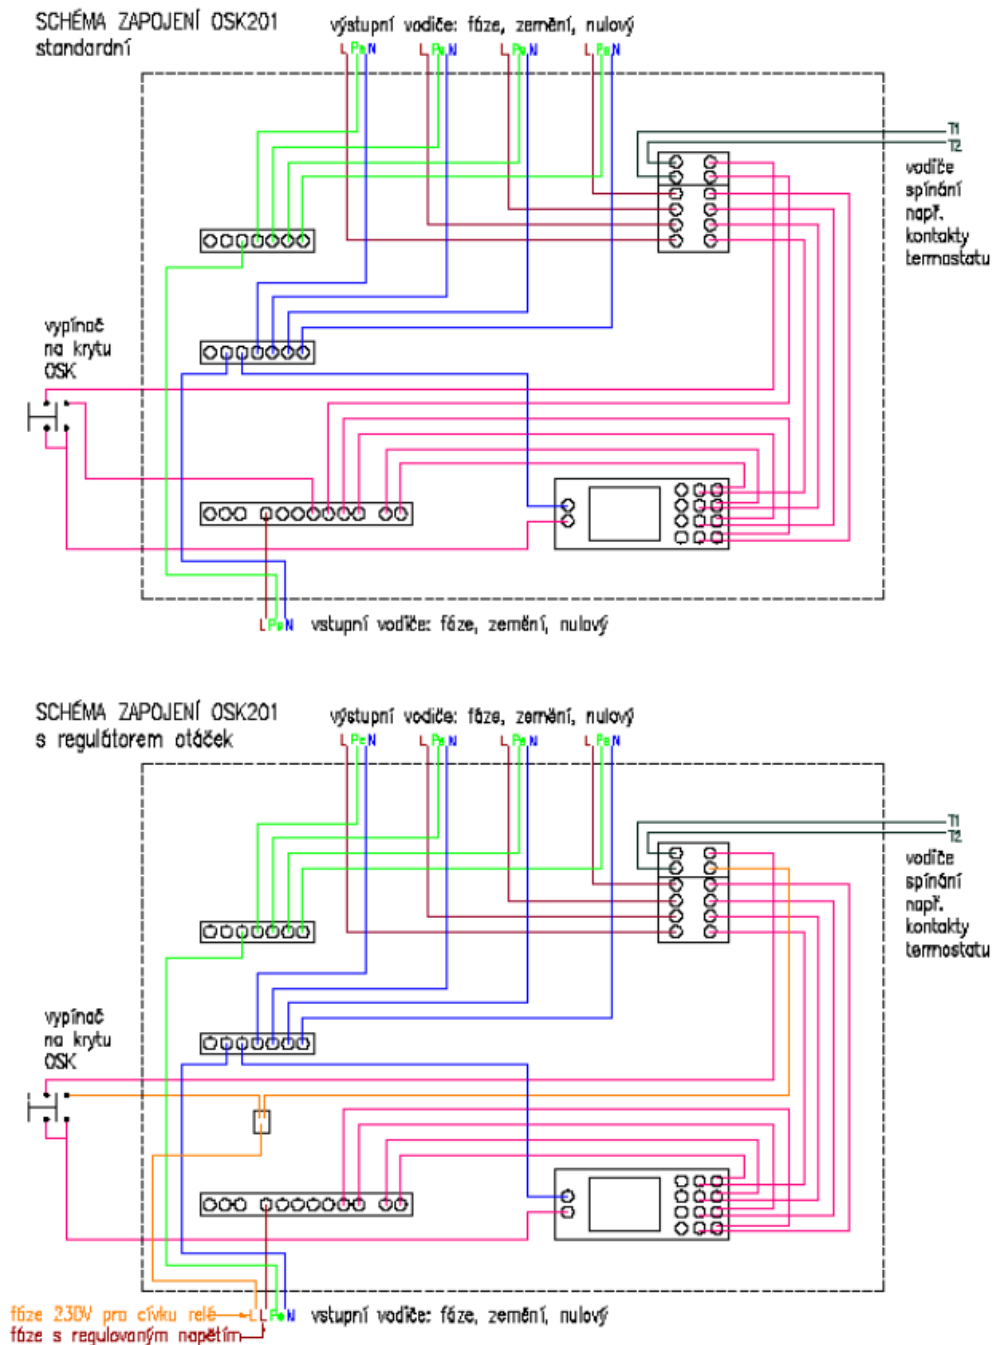 SCHÉMA ZAPOJENÍ OSK201
standardní
výstupní vodiče: fáze, zemění, nulový
L Pe N L Pe N L Pe N L Pe N
T1
T2
vodiče
spínání
např.
kontakty
termostatu
vypínač
na krytu
OSK
L Pe N vstupní vodiče: fáze, zemění, nulový
SCHÉMA ZAPOJENÍ OSK201
s regulátorem otáček
výstupní vodiče: fáze, zemění, nulový
L Pe N L Pe N L Pe N L Pe N
T1
T2
vodiče
spínání
např.
kontakty
termostatu
vypínač
na krytu
OSK
fáze 230V pro cívku relé L L Pe N vstupní vodiče: fáze, zemění, nulový
fáze s regulovaným napětím